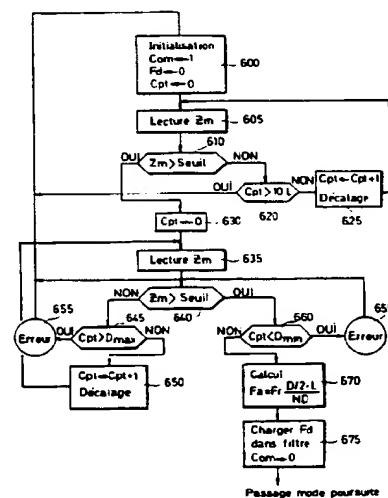 Initialisation
Com←1
Fd←0
Cpt←0
600
Lecture Zm
605
610
OUI
Zm>Seuil
NON
OUI
Cpt>10 L
NON
Cpt←Cpt+1
Décalage
620
625
Cpt←0
630
Lecture Zm
635
655
NON
Zm>Seuil
OUI
645
640
660
Erreur
OUI
Cpt>Dmax
NON
NON
Cpt<Dmin
OUI
Erreur
Cpt←Cpt+1
Décalage
650
Calcul
Fa=Fr D/2-L
ND
670
Charger Fd
dans filtre
Com←0
675
Passage mode poursuite